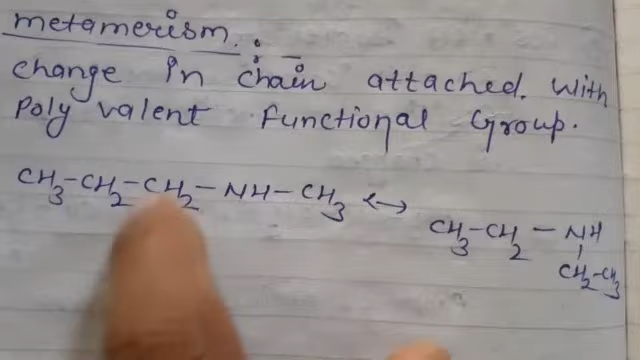 metamerism.:
Change in chain attached. With
Poly valent Functional Group.
CH3-CH2-CH2-NH-CH3 ↔
CH3-CH2-NH
|
CH2-CH3